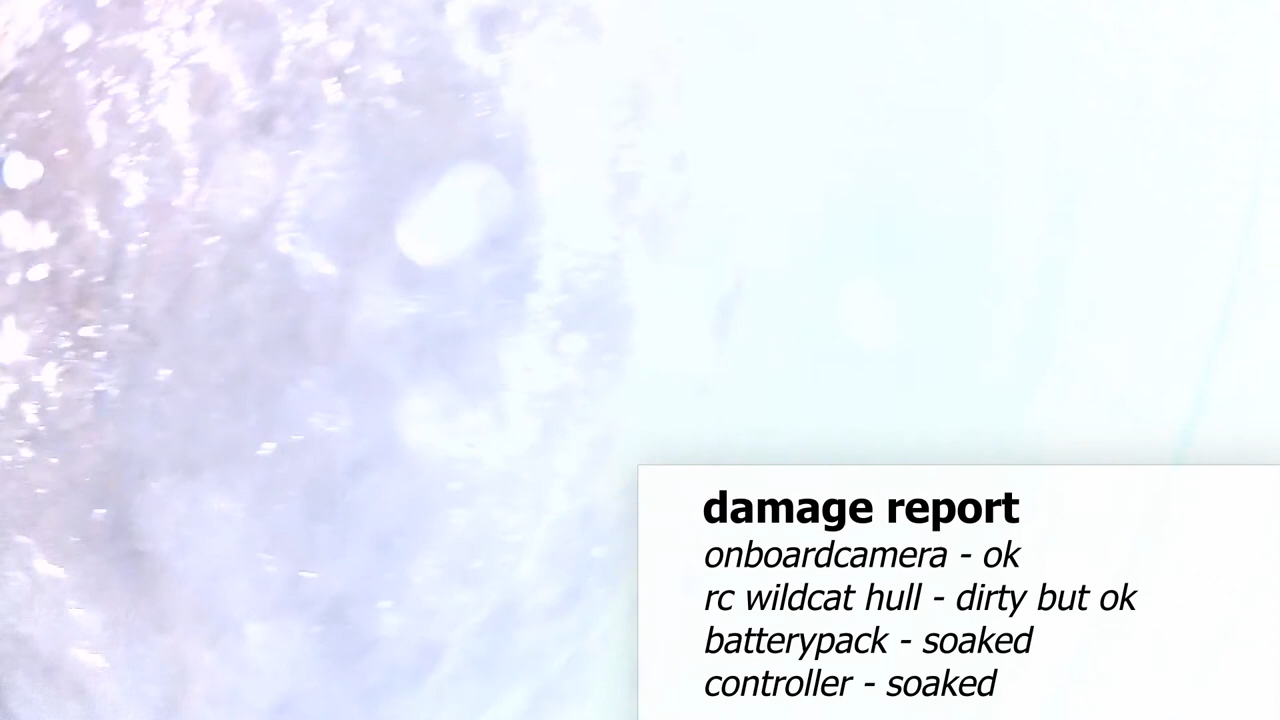 damage report
onboardcamera - ok
rc wildcat hull - dirty but ok
batterypack - soaked
controller - soaked